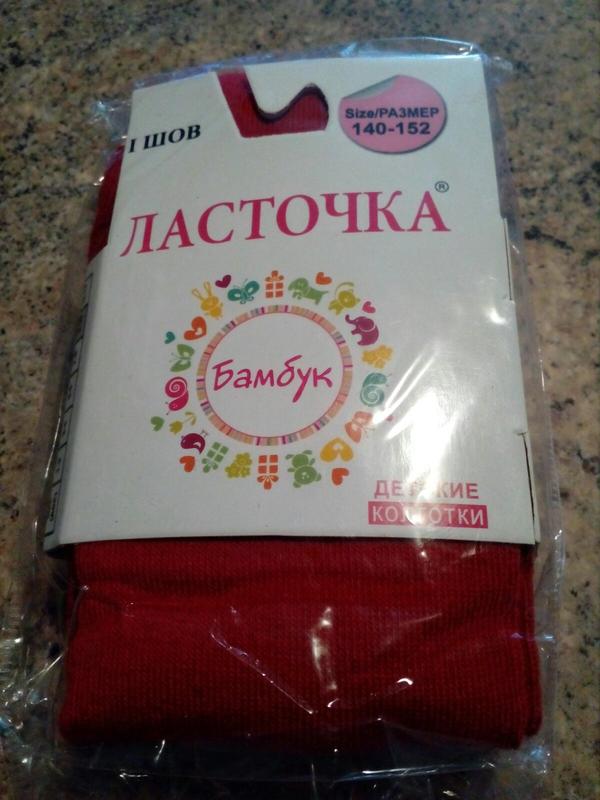 1 ШОВ
Size/РАЗМЕР
140-152
ЛАСТОЧКА®
Бамбук
ДЕТСКИЕ
КОЛГОТКИ